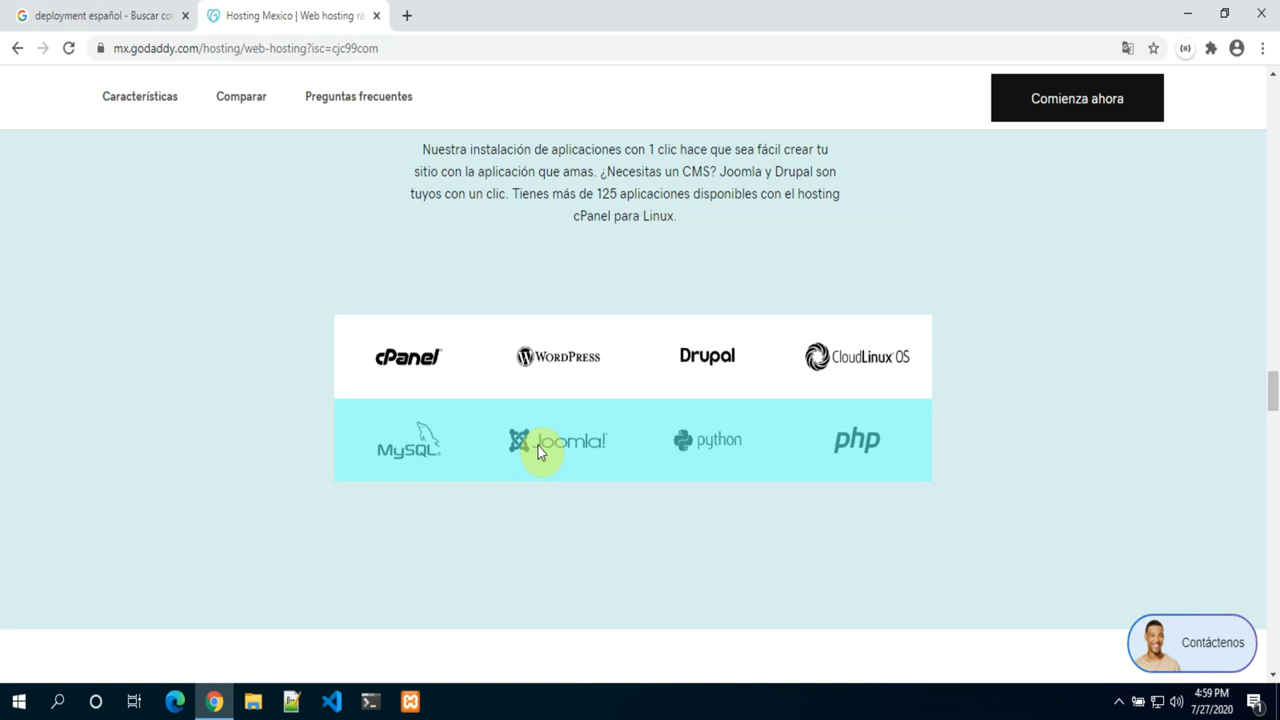 deployment español - Buscar co
Hosting Mexico | Web hosting rá
mx.godaddy.com/hosting/web-hosting?isc=cjc99com
Características
Comparar
Preguntas frecuentes
Comienza ahora
Nuestra instalación de aplicaciones con 1 clic hace que sea fácil crear tu
sitio con la aplicación que amas. ¿Necesitas un CMS? Joomla y Drupal son
tuyos con un clic. Tienes más de 125 aplicaciones disponibles con el hosting
cPanel para Linux.
cPanel
WORDPRESS
Drupal
CloudLinux OS
MySQL
Joomla!
python
php
Contáctenos
4:59 PM
7/27/2020
1